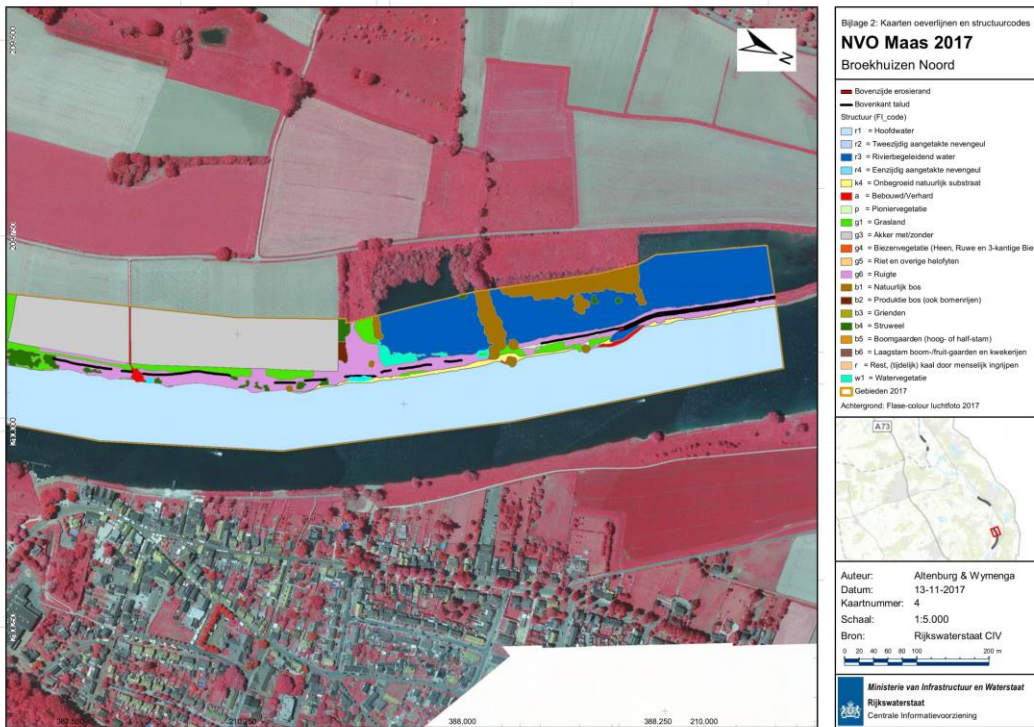 Bijlage 2: Kaarten oeverlijnen en structuurcodes
NVO Maas 2017
Broekhuizen Noord
Bovenzijde erosierand
Bovenkant talud
Structuur (FI_code)
r1 = Hoofdwater
r2 = Tweezijdig aangetakte nevengeul
r3 = Rivierbegeleidend water
r4 = Eenzijdig aangetakte nevengeul
k4 = Onbegroeid natuurlijk substraat
a = Bebouwd/Verhard
p = Pioniervegetatie
g1 = Grasland
g3 = Akker met/zonder
g4 = Biezenvegetatie (Heen, Ruwe en 3-kantige Bie
g5 = Riet en overige helofyten
g6 = Ruigte
b1 = Natuurlijk bos
b2 = Produktie bos (ook bomenrijen)
b3 = Grienden
b4 = Struweel
b5 = Boomgaarden (hoog- of half-stam)
b6 = Laagstam boom-/fruit-gaarden en kwekerijen
r = Rest, (tijdelijk) kaal door menselijk ingrijpen
w1 = Watervegetatie
Gebieden 2017
Achtergrond: Flase-colour luchtfoto 2017
A73
Auteur: Altenburg & Wymenga
Datum: 13-11-2017
Kaartnummer: 4
Schaal: 1:5.000
Bron: Rijkswaterstaat CIV
0 20 40 60 80 100 200 m
Ministerie van Infrastructuur en Waterstaat
Rijkswaterstaat
Centrale Informatievoorziening
N
210.250
388.000
388.250
210.000